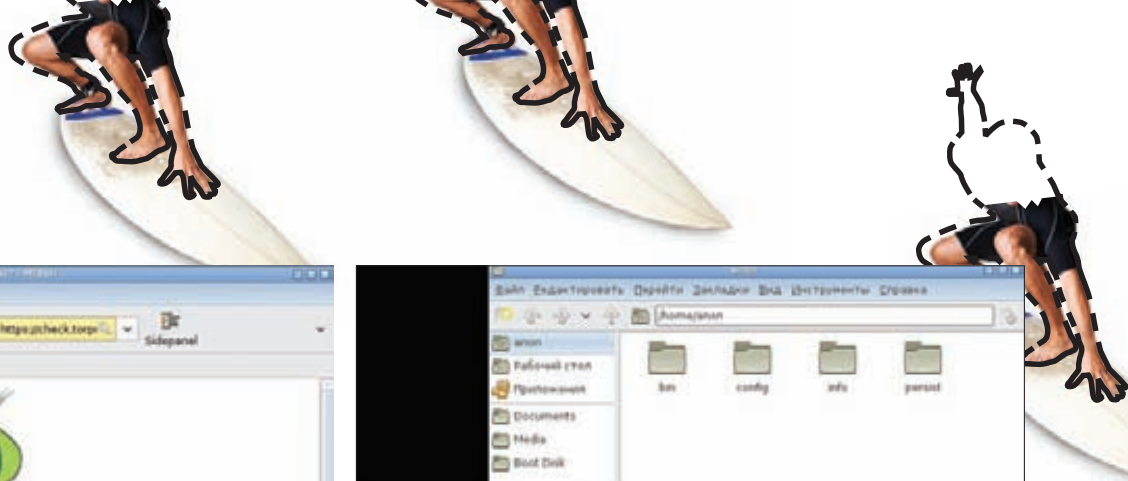 https://check.torp
Sidepanel
anon
Файл Редактировать Перейти Закладки Вид Инструменты Справка
/home/anon
anon
Рабочий стол
Приложения
Documents
Media
Boot Disk
bin config info persist